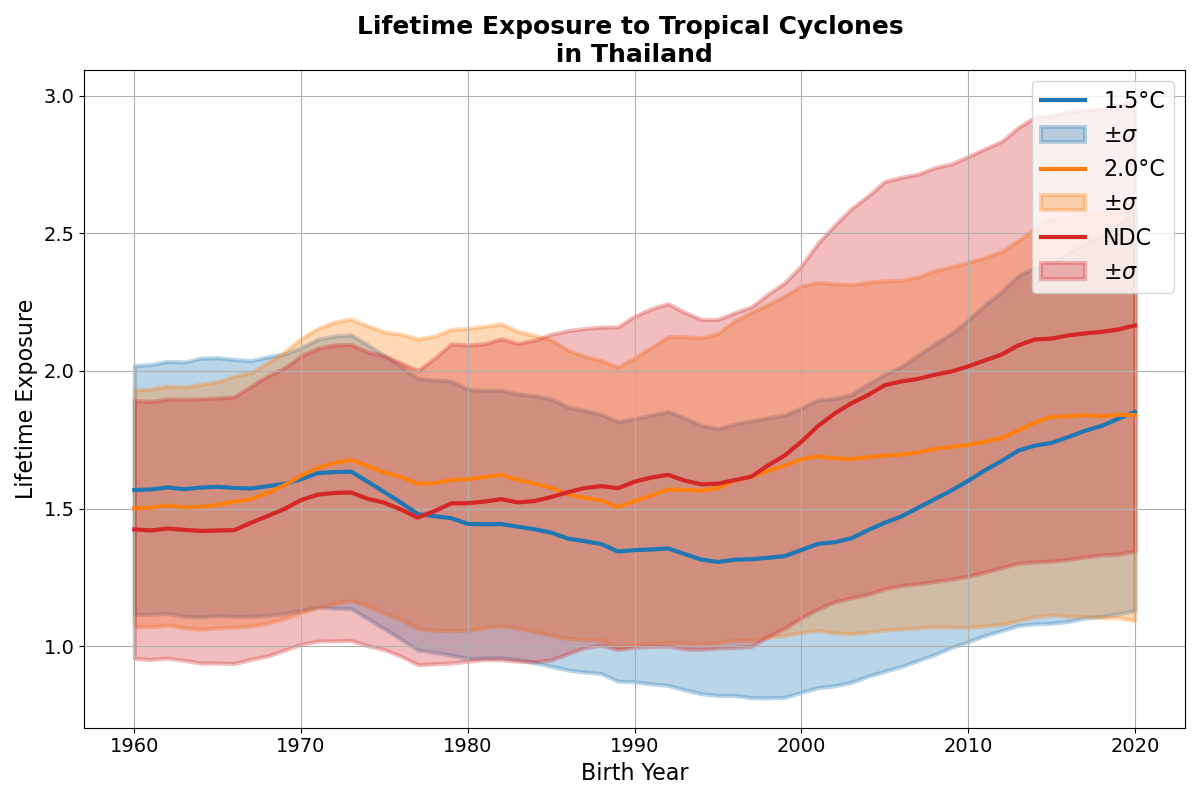 Lifetime Exposure to Tropical Cyclones
in Thailand
Lifetime Exposure
3.0
2.5
2.0
1.5
1.0
1960
1970
1980
1990
2000
2010
2020
Birth Year
1.5°C
±σ
2.0°C
±σ
NDC
±σ